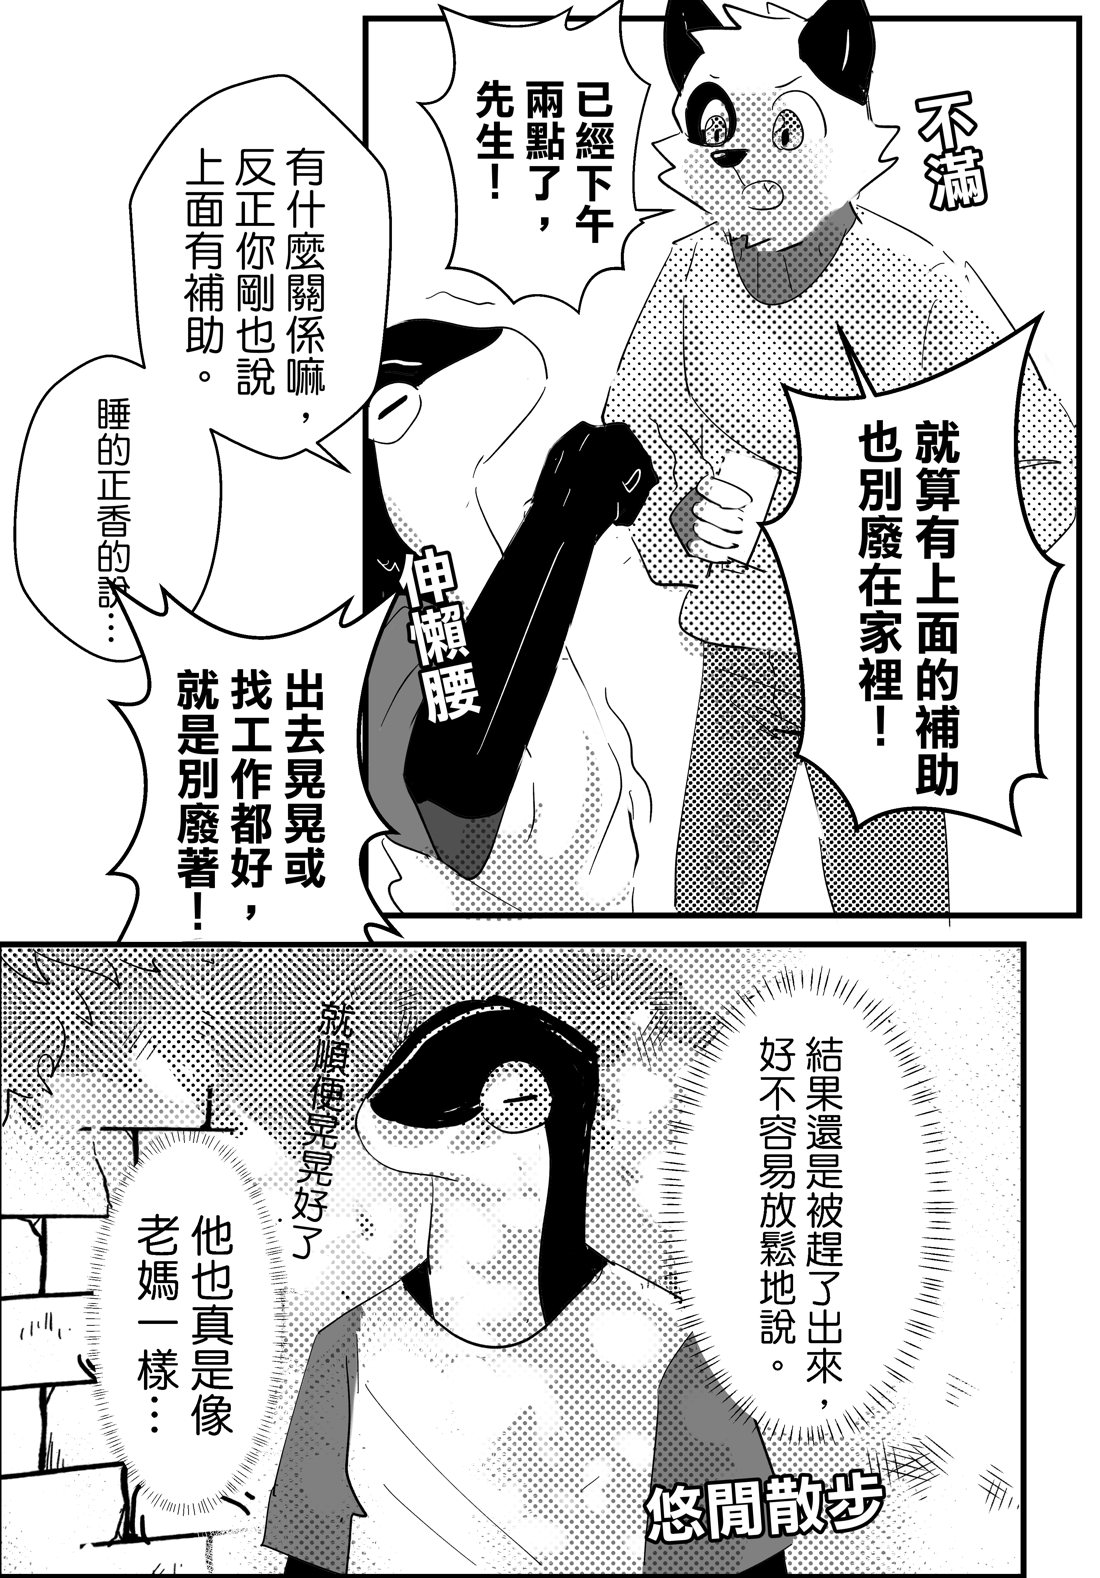 不滿
已經下午
兩點了，
先生！
有什麼關係嘛，
反正你剛也說
上面有補助。
睡的正香的說…
就算有上面的補助
也別廢在家裡！
伸懶腰
出去晃晃或
找工作都好，
就是別廢著！
結果還是被趕了出來，
好不容易放鬆地說。
就順便晃晃好了
他也真是像
老媽一樣…
悠閒散步